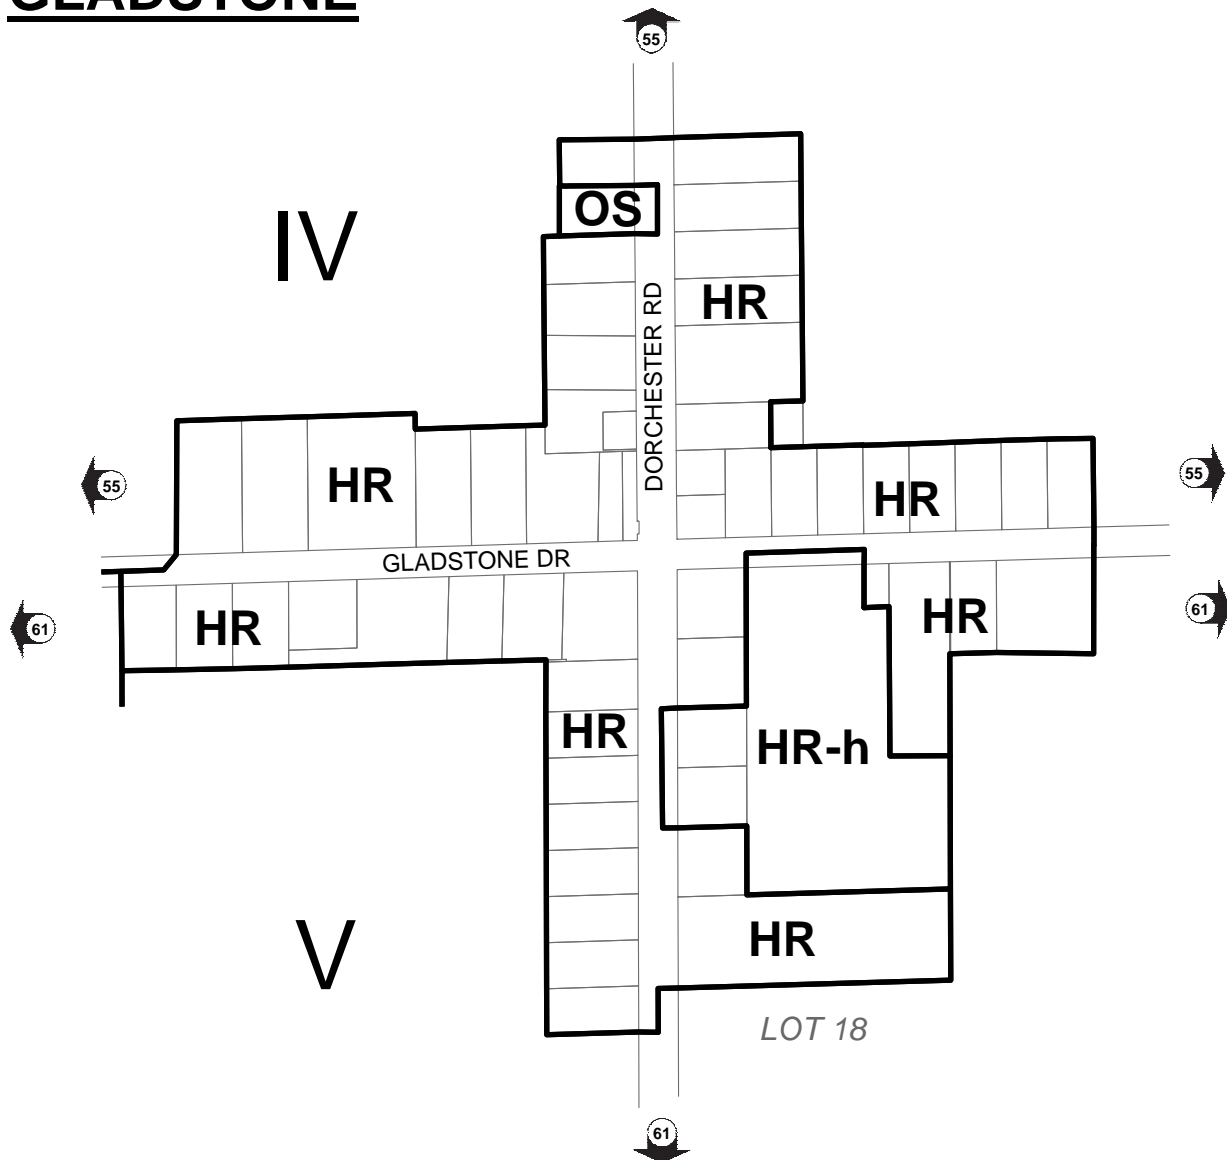 GLADSTONE
55
IV
OS
HR
DORCHESTER RD
HR
HR
55
55
GLADSTONE DR
HR
HR
61
61
HR
HR-h
V
HR
LOT 18
61